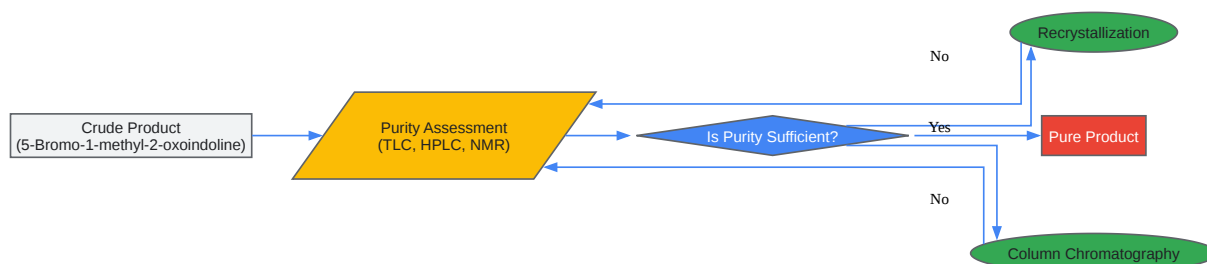 Recrystallization
No
Crude Product
(5-Bromo-1-methyl-2-oxoindoline)
Purity Assessment
(TLC, HPLC, NMR)
Is Purity Sufficient?
Yes
Pure Product
No
Column Chromatography